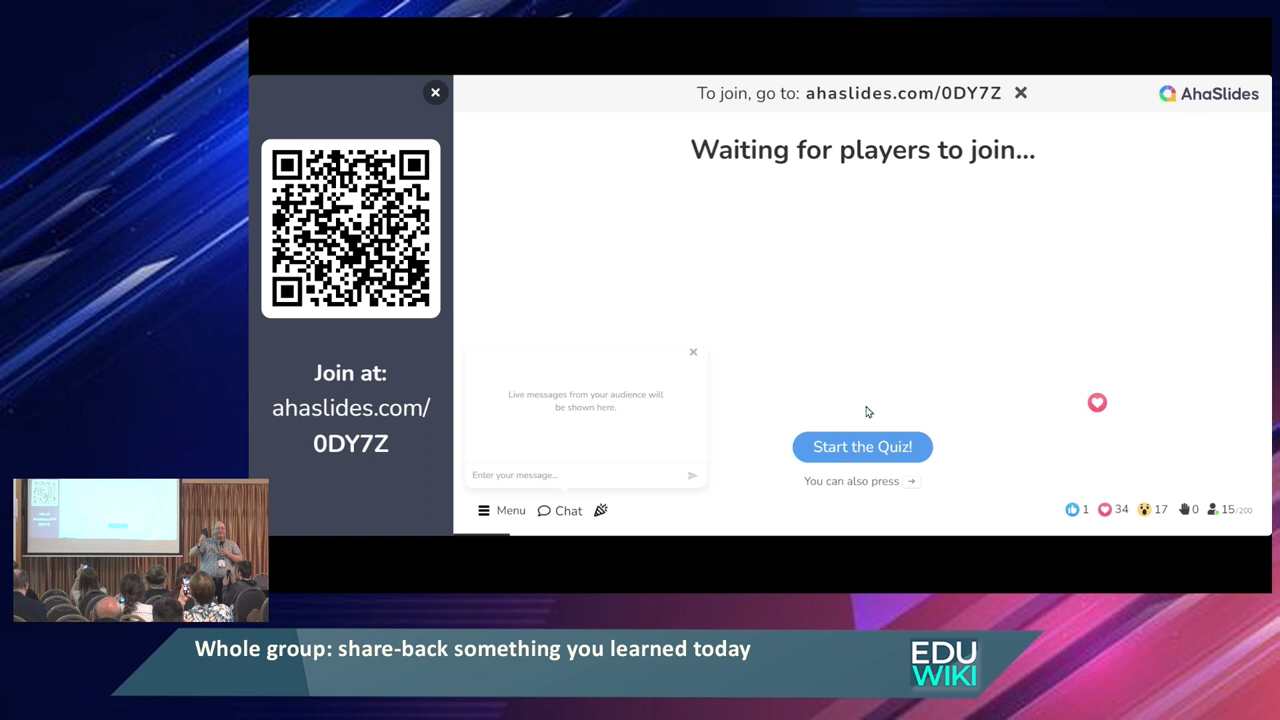 To join, go to: ahaslides.com/0DY7Z
AhaSlides
Waiting for players to join...
Join at:
ahaslides.com/
0DY7Z
Live messages from your audience will
be shown here.
Enter your message...
Start the Quiz!
You can also press →
Menu
Chat
1
34
17
0
15/200
Whole group: share-back something you learned today
EDU
WIKI